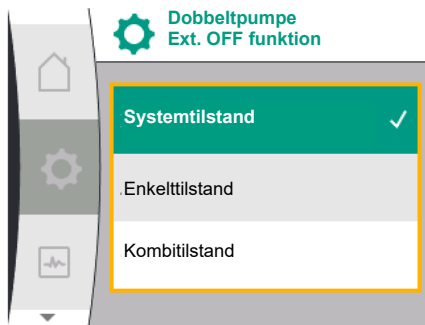 Dobbeltpumpe
Ext. OFF funktion
Systemtilstand
Enkelttilstand
Kombitilstand